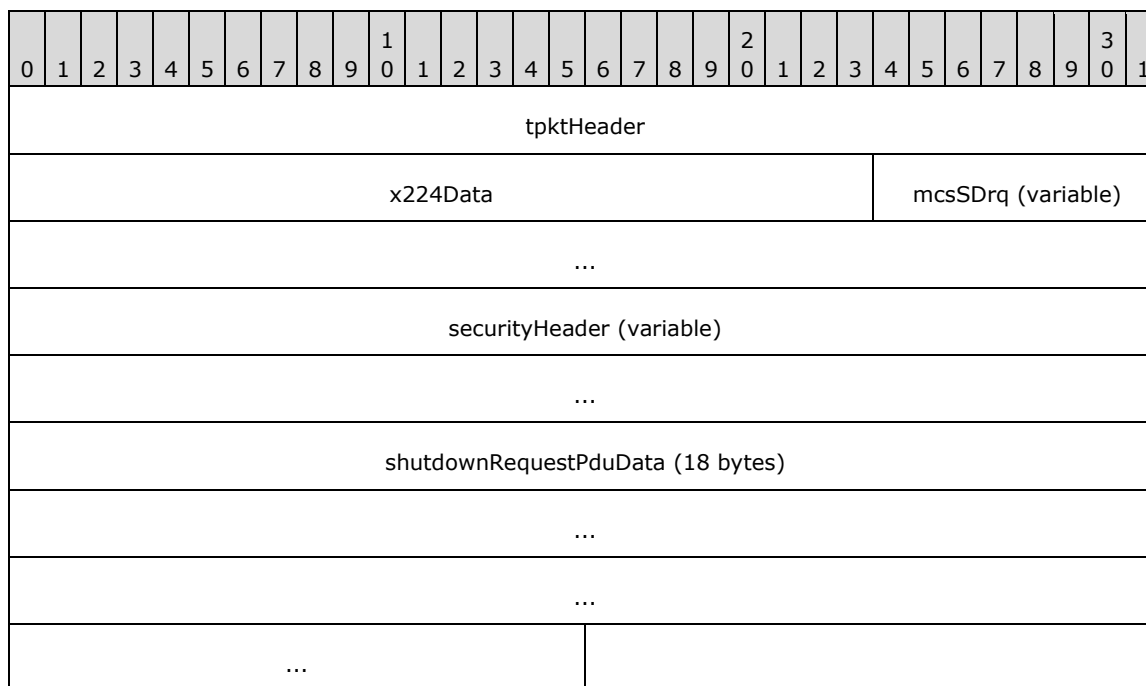 1 2 3
0 1 2 3 4 5 6 7 8 9 0 1 2 3 4 5 6 7 8 9 0 1 2 3 4 5 6 7 8 9 0 1
tpktHeader
x224Data mcsSDrq (variable)
...
securityHeader (variable)
...
shutdownRequestPduData (18 bytes)
...
...
...